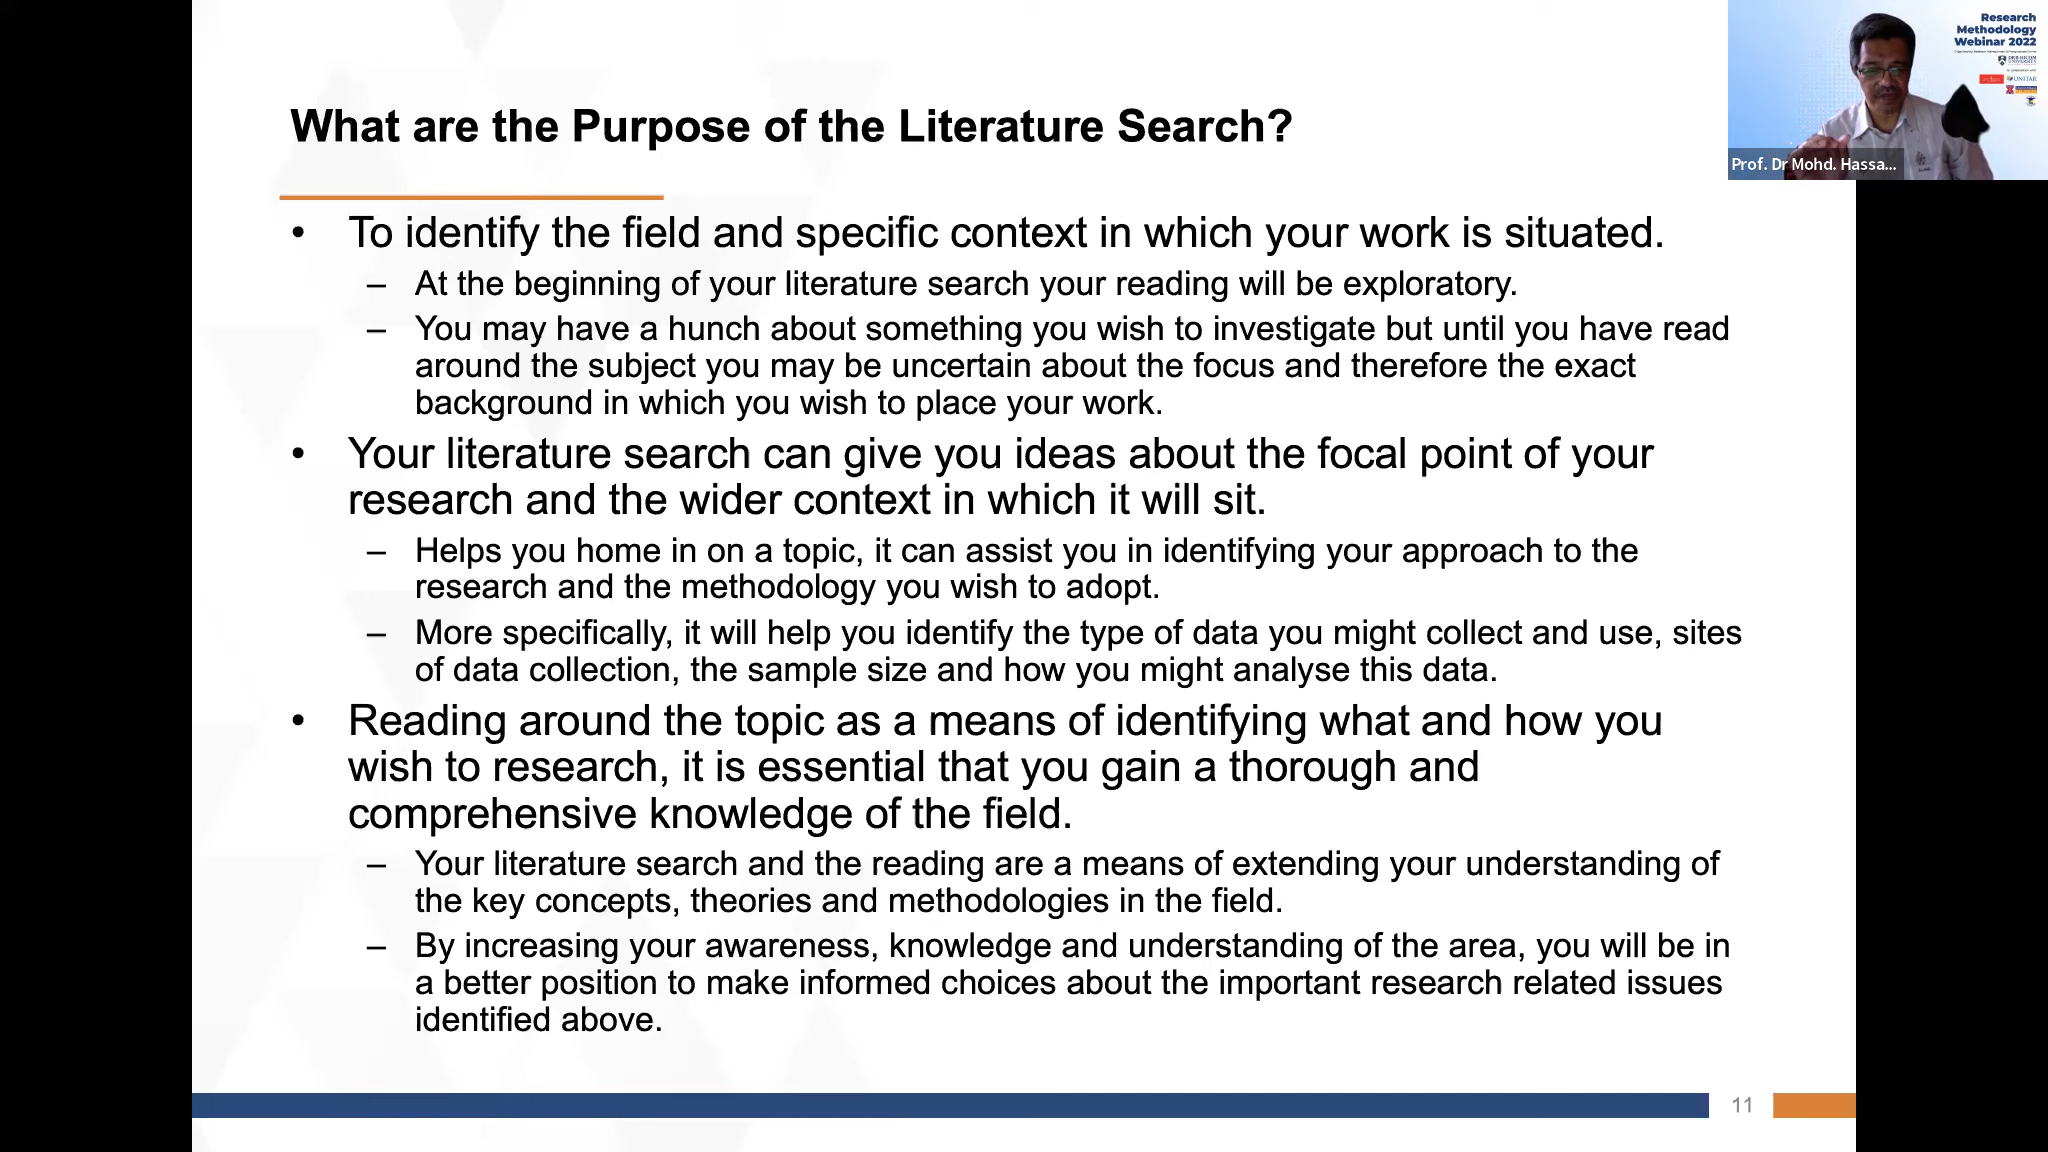 What are the Purpose of the Literature Search?
• To identify the field and specific context in which your work is situated.
– At the beginning of your literature search your reading will be exploratory.
– You may have a hunch about something you wish to investigate but until you have read
around the subject you may be uncertain about the focus and therefore the exact
background in which you wish to place your work.
• Your literature search can give you ideas about the focal point of your
research and the wider context in which it will sit.
– Helps you home in on a topic, it can assist you in identifying your approach to the
research and the methodology you wish to adopt.
– More specifically, it will help you identify the type of data you might collect and use, sites
of data collection, the sample size and how you might analyse this data.
• Reading around the topic as a means of identifying what and how you
wish to research, it is essential that you gain a thorough and
comprehensive knowledge of the field.
– Your literature search and the reading are a means of extending your understanding of
the key concepts, theories and methodologies in the field.
– By increasing your awareness, knowledge and understanding of the area, you will be in
a better position to make informed choices about the important research related issues
identified above.
11
Research
Methodology
Webinar 2022
UNITAR
Prof. Dr Mohd. Hassa...